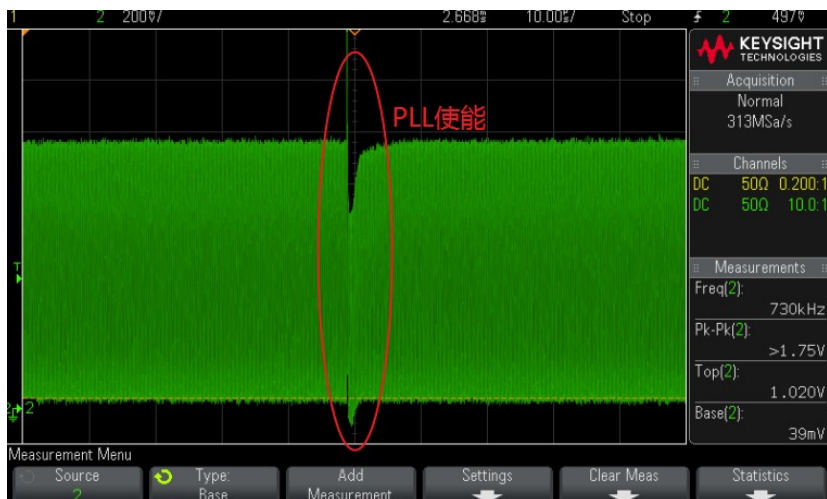 1 2 200V/ 2.668s 10.00s/ Stop 2 497V
KEYSIGHT
TECHNOLOGIES
Acquisition
Normal
313MSa/s
PLL使能
Channels
DC 50Ω 0.200:1
DC 50Ω 10.0:1
T
Measurements
Freq(2):
730kHz
Pk-Pk(2):
>1.75V
Top(2):
1.020V
2 Base(2):
39mV
Measurement Menu
Source Type: Add Settings Clear Meas Statistics
2 Base Measurement